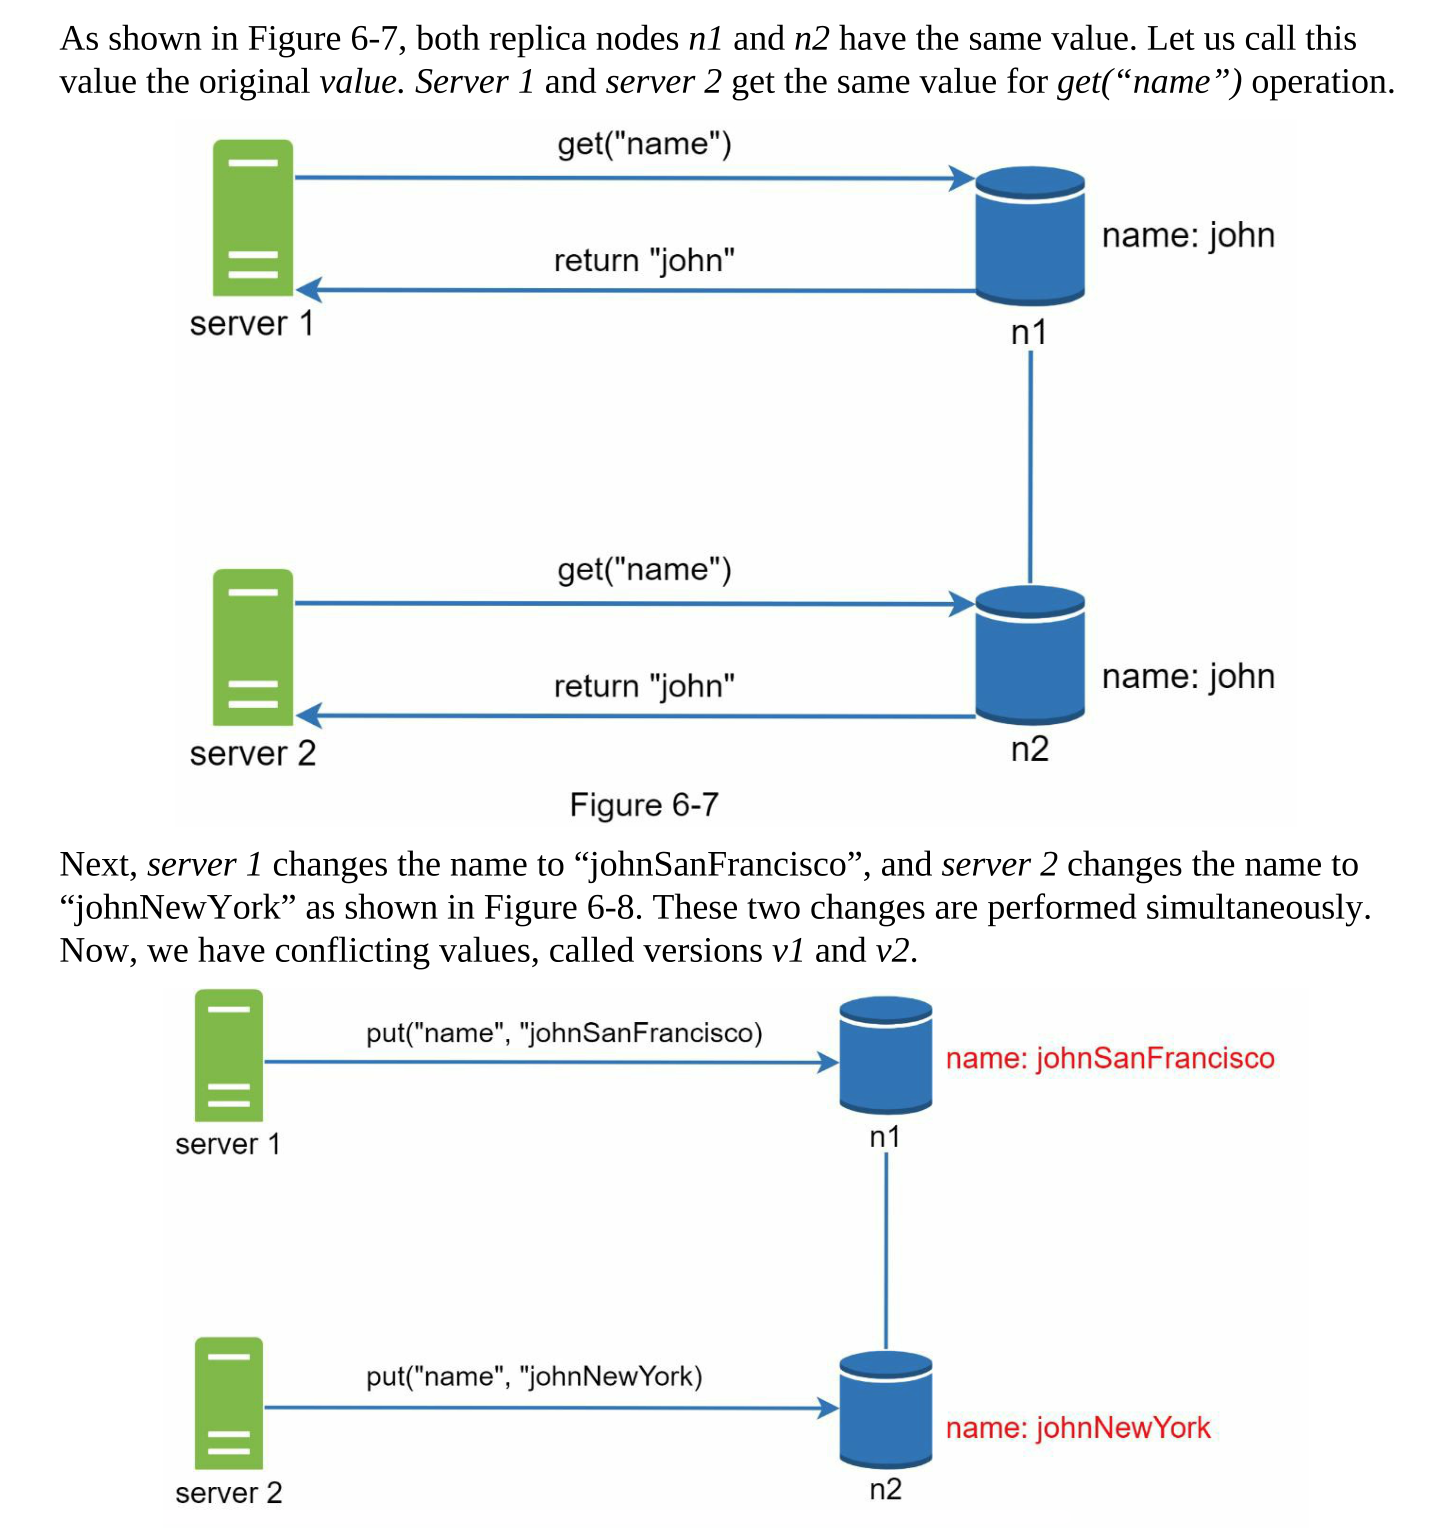 As shown in Figure 6-7, both replica nodes n1 and n2 have the same value. Let us call this
value the original value. Server 1 and server 2 get the same value for get(“name”) operation.
get("name")
name: john
return "john"
server 1
n1
get("name")
name: john
return "john"
server 2
n2
Figure 6-7
Next, server 1 changes the name to “johnSanFrancisco”, and server 2 changes the name to
“johnNewYork” as shown in Figure 6-8. These two changes are performed simultaneously.
Now, we have conflicting values, called versions v1 and v2.
put("name", "johnSanFrancisco)
name: johnSanFrancisco
server 1
n1
put("name", "johnNewYork)
name: johnNewYork
server 2
n2